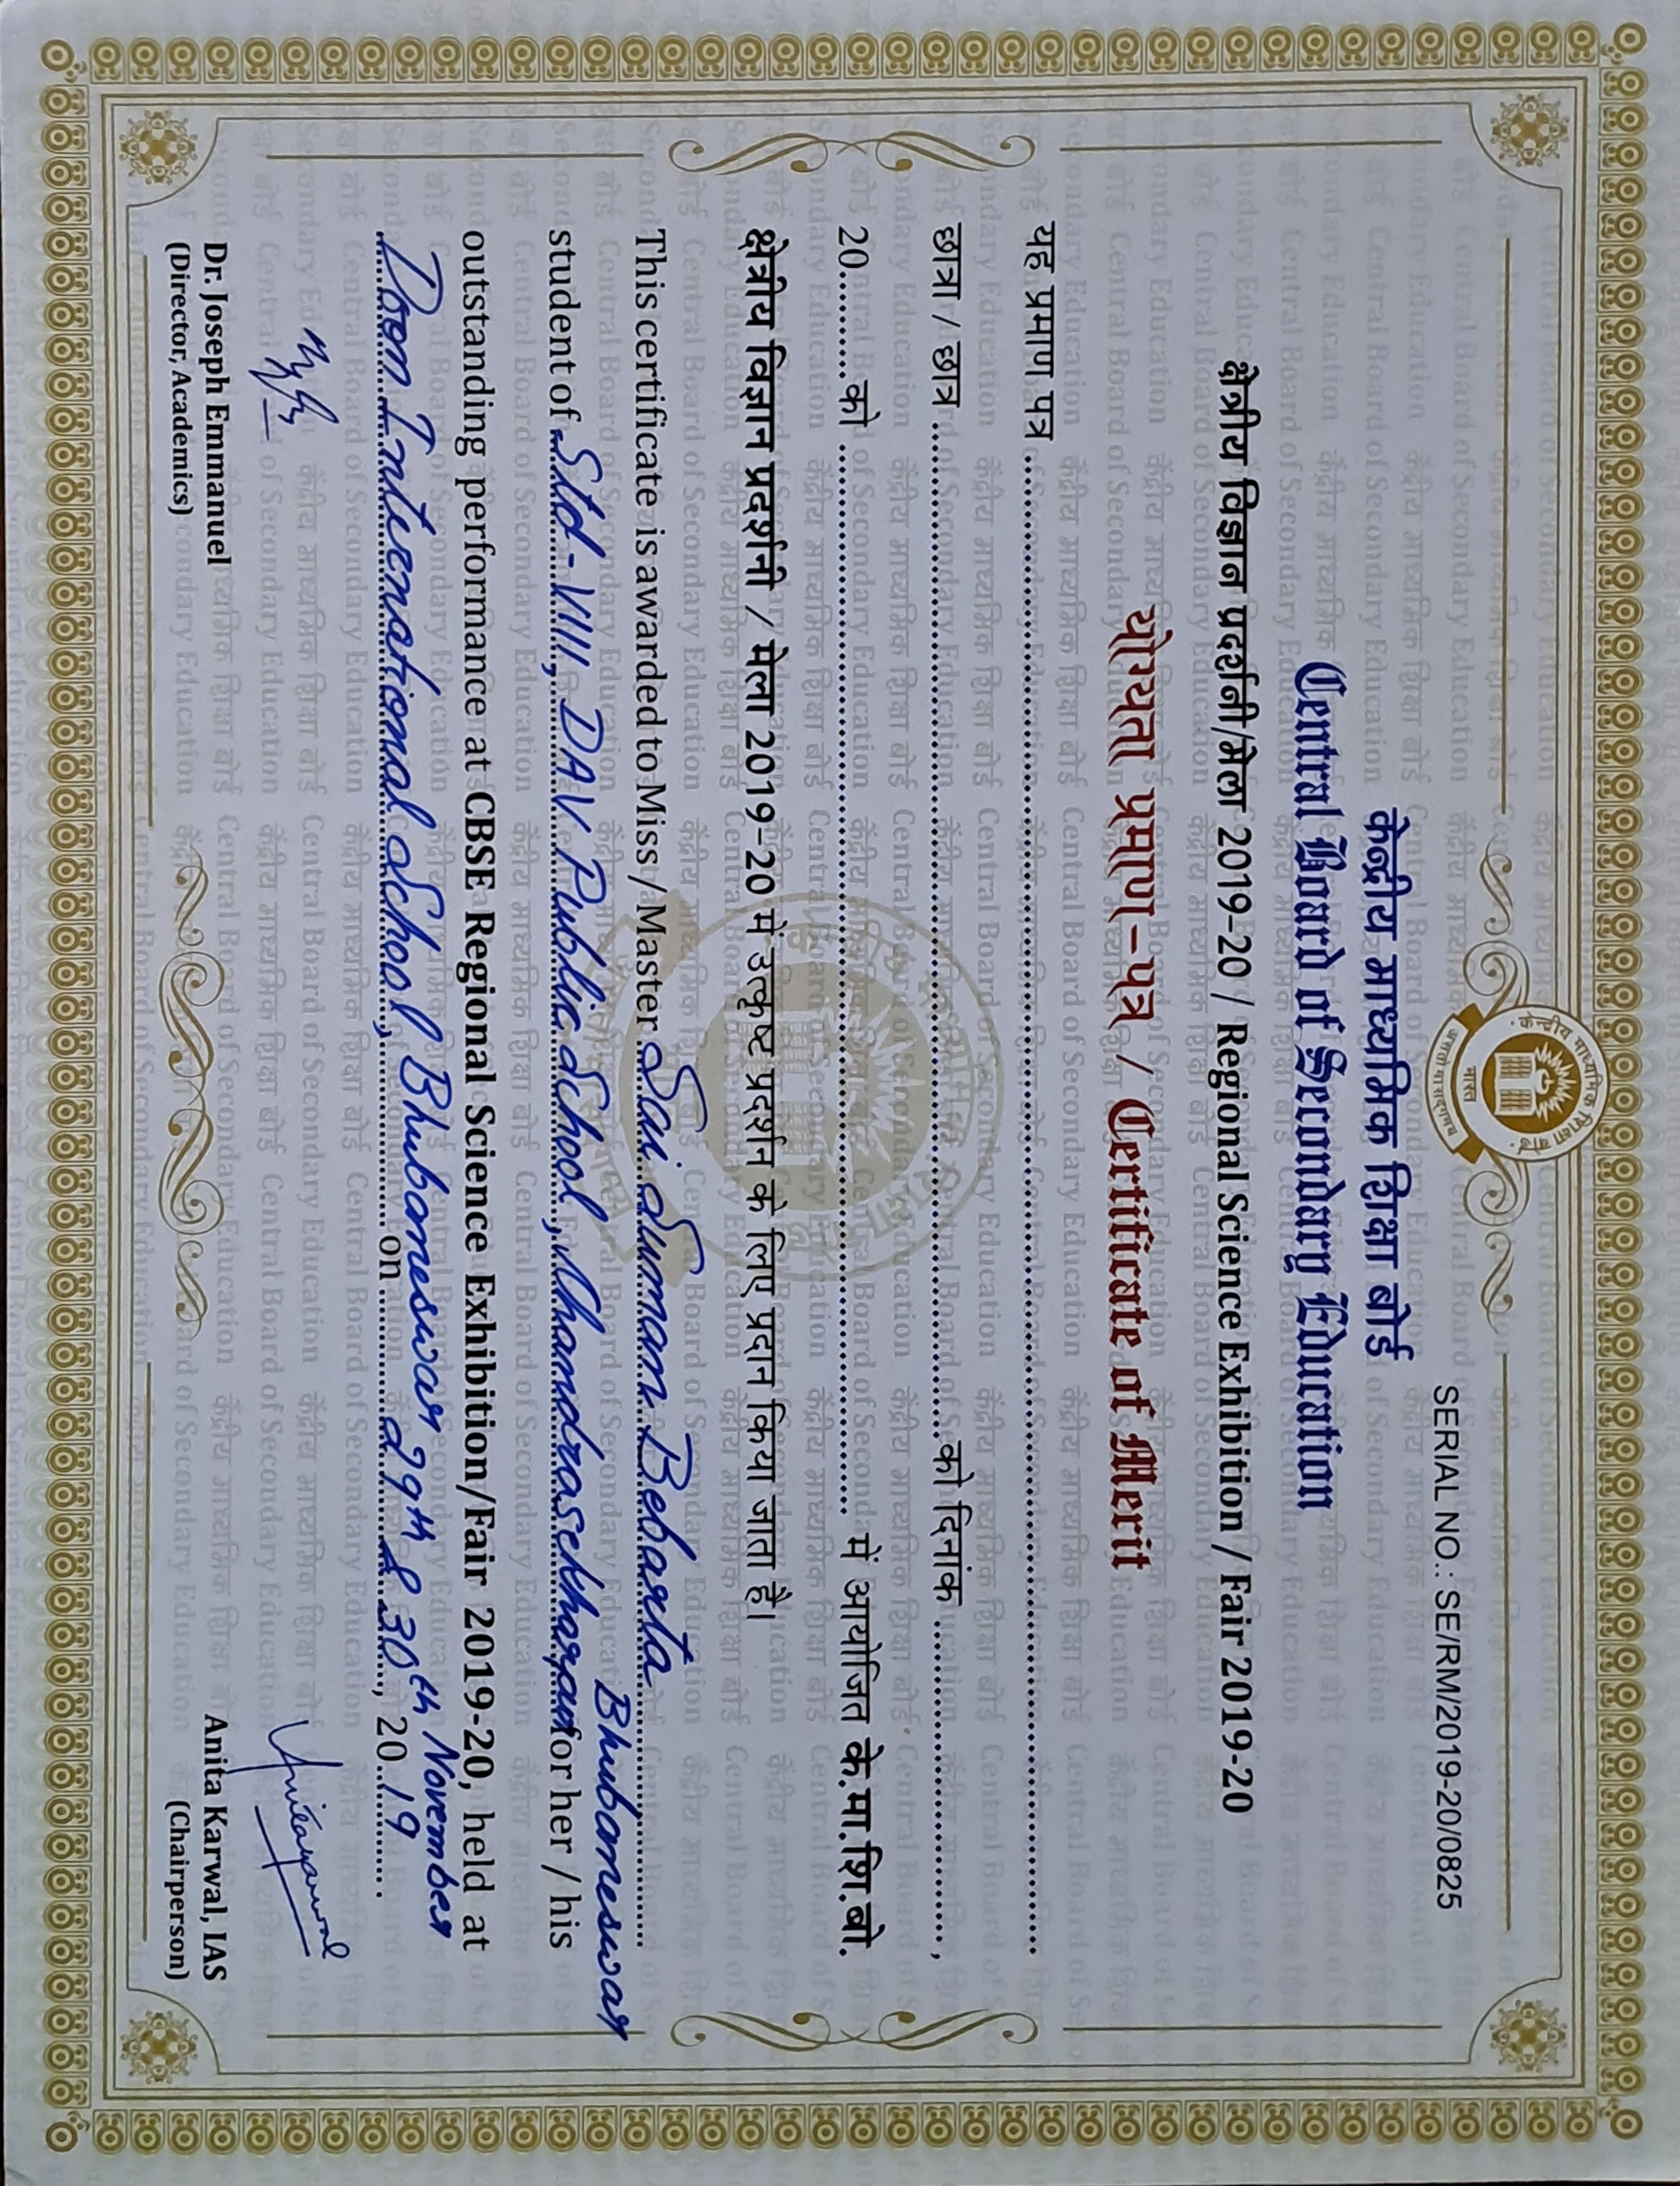 केन्द्रीय माध्यमिक शिक्षा बोर्ड
भारत
असतो मा सद्गमय
SERIAL NO.: SE/RM/2019-20/0825
केन्द्रीय माध्यमिक शिक्षा बोर्ड
Central Board of Secondary Education
क्षेत्रीय विज्ञान प्रदर्शनी/मेला 2019-20 / Regional Science Exhibition / Fair 2019-20
योग्यता प्रमाण-पत्र / Certificate of Merit
यह प्रमाण पत्र
छात्रा / छात्र को दिनांक ,
20 को में आयोजित के.मा.शि.बो.
क्षेत्रीय विज्ञान प्रदर्शनी / मेला 2019-20 में उत्कृष्ट प्रदर्शन के लिए प्रदान किया जाता है।
This certificate is awarded to Miss / Master Sai Suman Bebarta
Bhubaneswar
student of Std-VIII, DAV Public School, Chandrasekharpur for her / his
outstanding performance at CBSE Regional Science Exhibition/Fair 2019-20, held at
Doon International School, Bhubaneswar on 29th & 30th November, 2019.
Dr. Joseph Emmanuel
(Director, Academics)
Anita Karwal, IAS
(Chairperson)